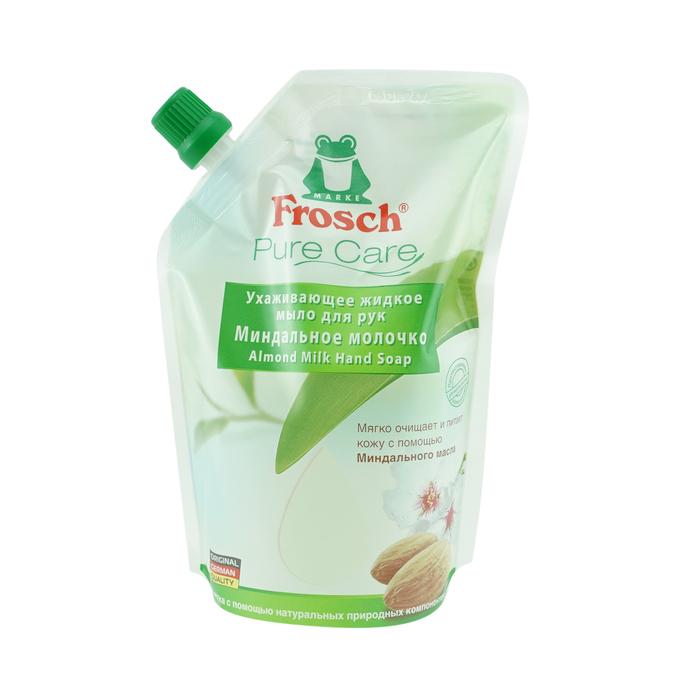 MARKE
Frosch®
Pure Care
Ухаживающее жидкое
мыло для рук
Миндальное молочко
Almond Milk Hand Soap
Мягко очищает и питает
кожу с помощью
Миндального масла
ORIGINAL
GERMAN
QUALITY
с помощью натуральных природных